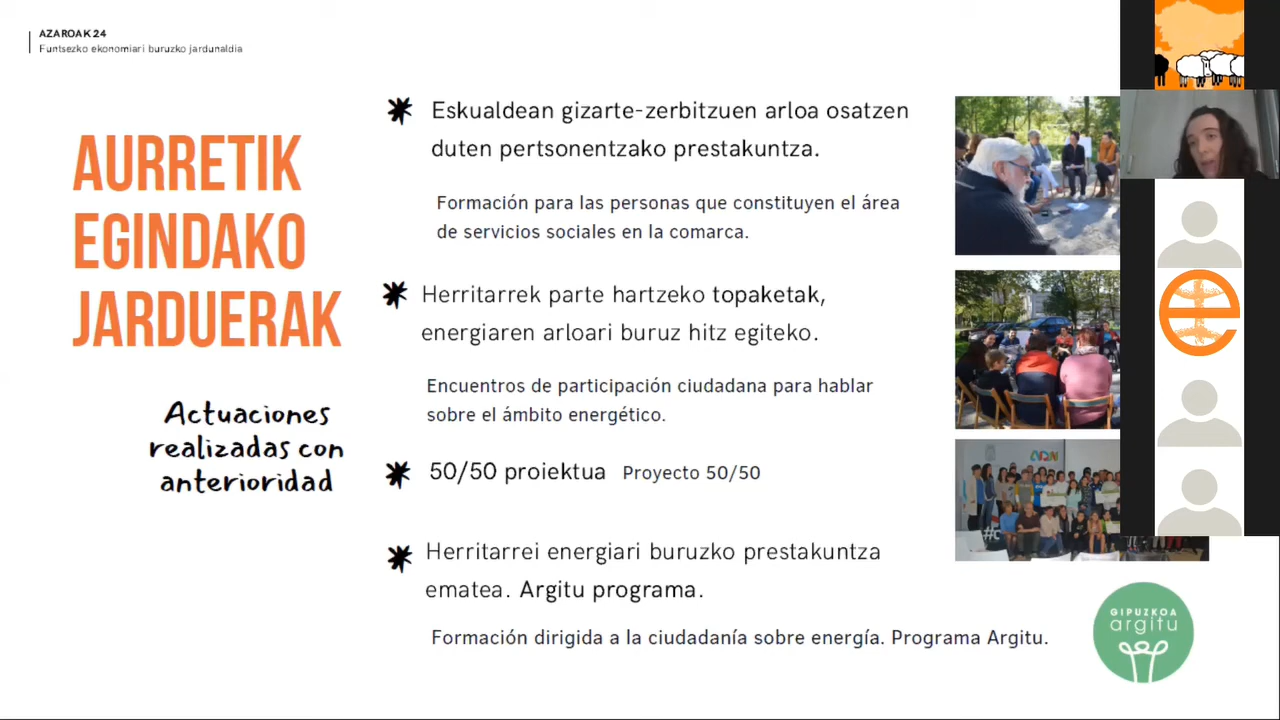 AZAROAK 24
Funtsezko ekonomiari buruzko jardunaldia
AURRETIK
EGINDAKO
JARDUERAK
Actuaciones
realizadas con
anterioridad
Eskualdean gizarte-zerbitzuen arloa osatzen
duten pertsonentzako prestakuntza.
Formación para las personas que constituyen el área
de servicios sociales en la comarca.
Herritarrek parte hartzeko topaketak,
energiaren arloari buruz hitz egiteko.
Encuentros de participación ciudadana para hablar
sobre el ámbito energético.
50/50 proiektua Proyecto 50/50
Herritarrei energiari buruzko prestakuntza
ematea. Argitu programa.
Formación dirigida a la ciudadanía sobre energía. Programa Argitu.
GIPUZKOA
argitu
e